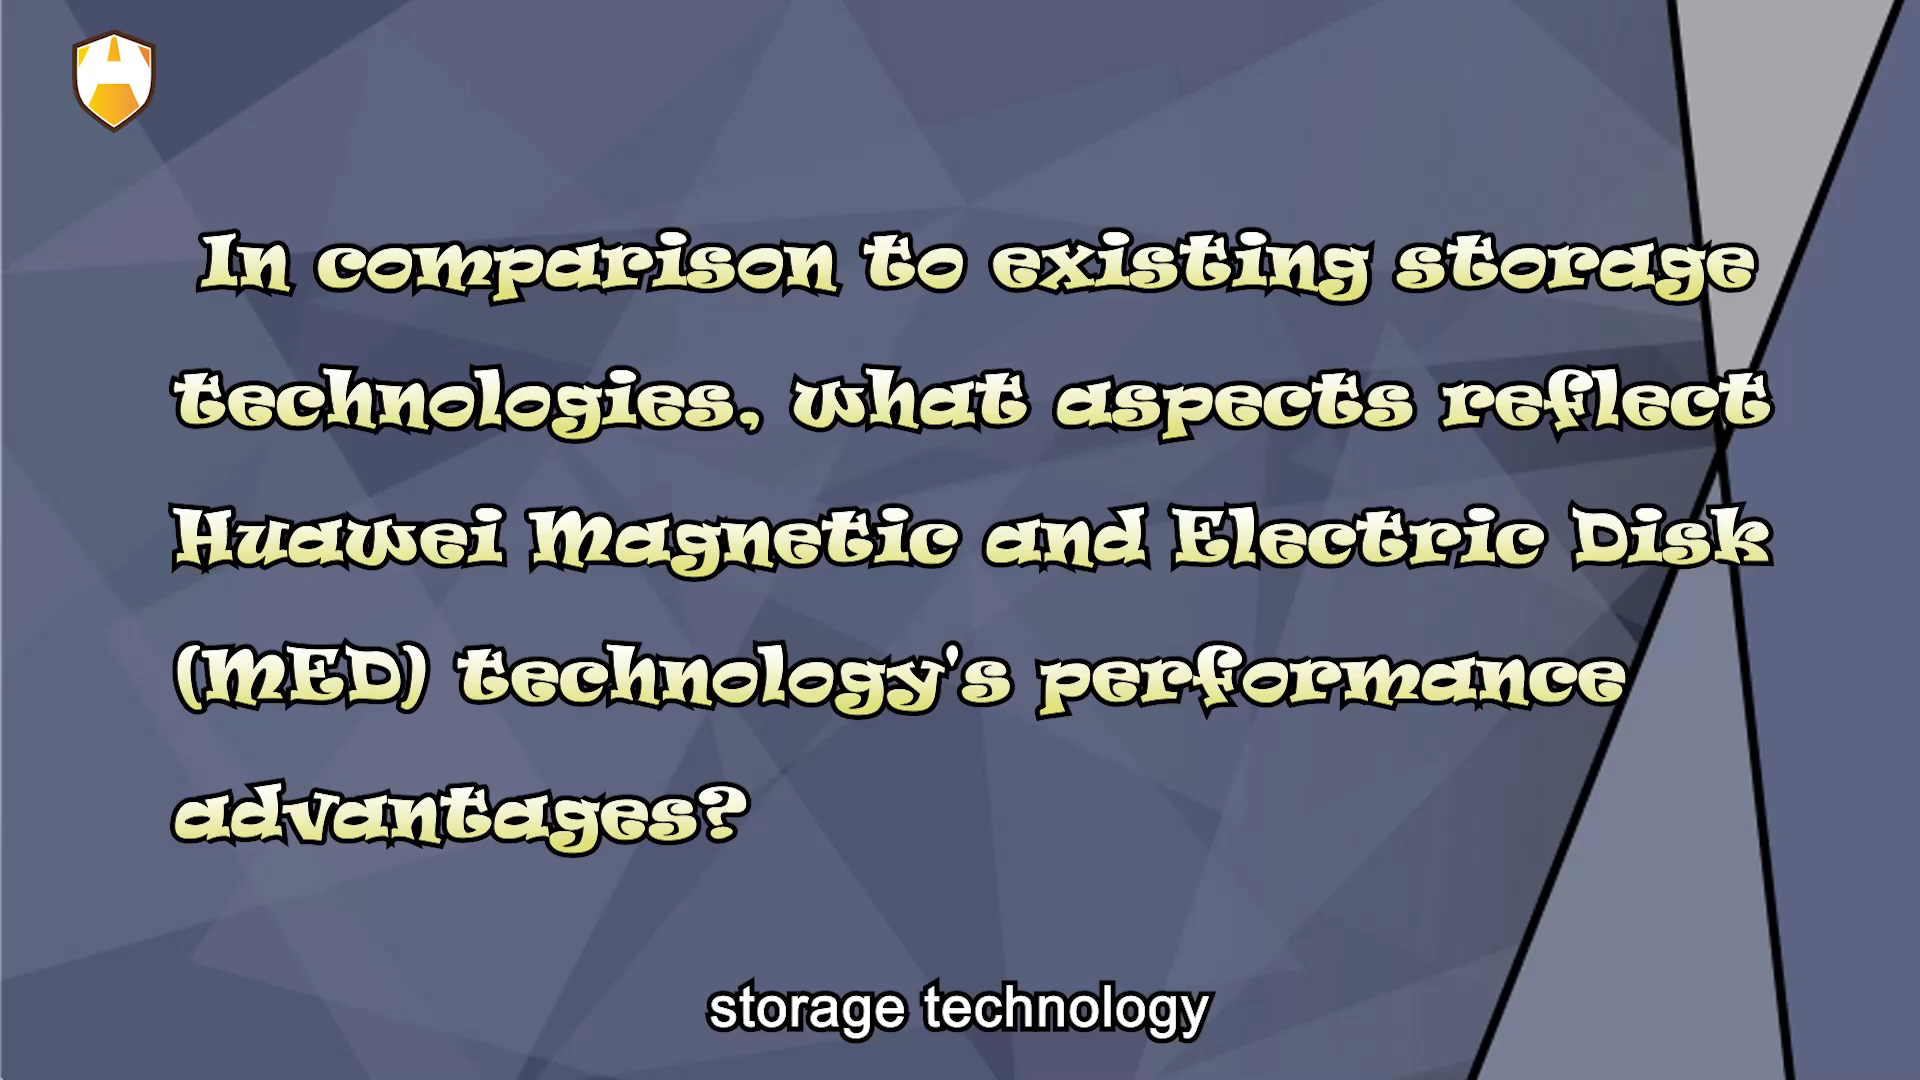 In comparison to existing storage
technologies, what aspects reflect
Huawei Magnetic and Electric Disk
(MED) technology's performance
advantages?
storage technology